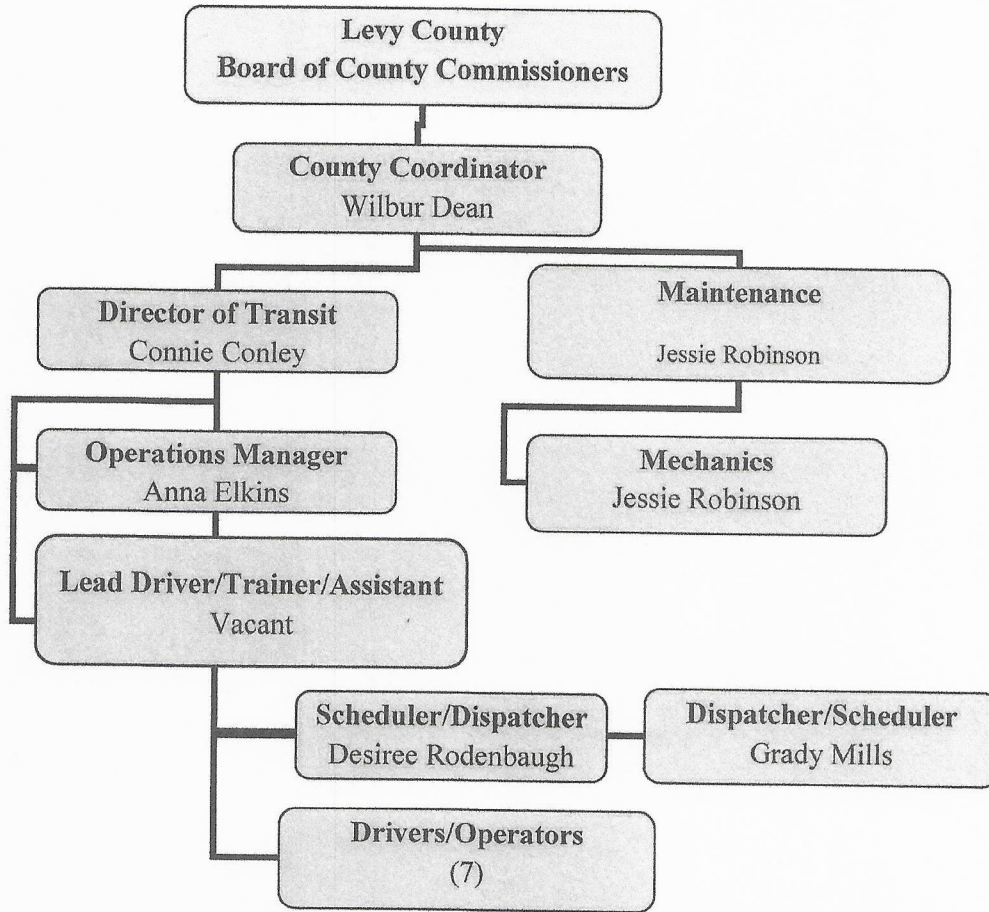 Levy County
Board of County Commissioners
County Coordinator
Wilbur Dean
Director of Transit
Connie Conley
Maintenance
Jessie Robinson
Operations Manager
Anna Elkins
Mechanics
Jessie Robinson
Lead Driver/Trainer/Assistant
Vacant
Scheduler/Dispatcher
Desiree Rodenbaugh
Dispatcher/Scheduler
Grady Mills
Drivers/Operators
(7)